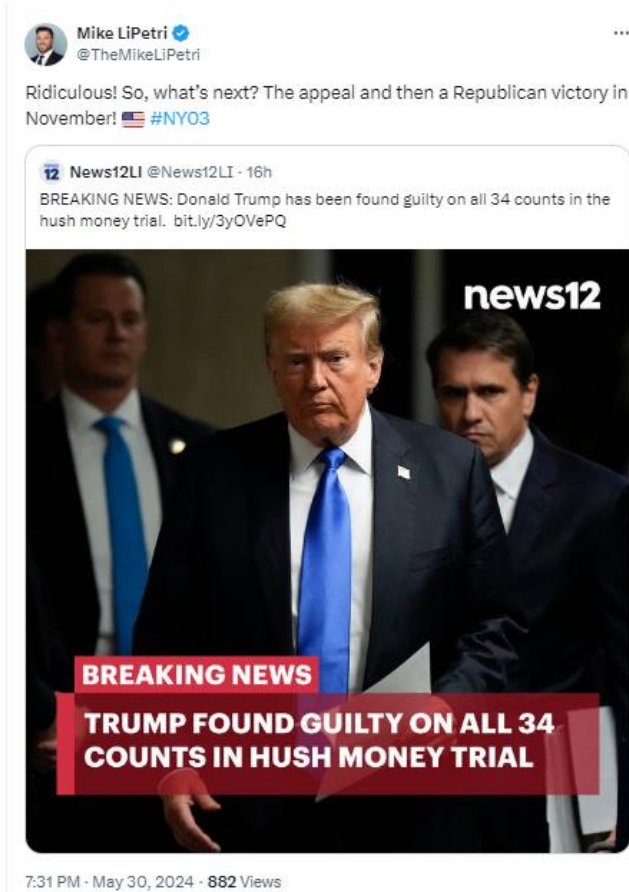 Mike LiPetri
@TheMikeLiPetri
Ridiculous! So, what's next? The appeal and then a Republican victory in
November! 🇺🇸 #NY03
12 News12LI @News12LI · 16h
BREAKING NEWS: Donald Trump has been found guilty on all 34 counts in the
hush money trial. bit.ly/3yOVePQ
news12
BREAKING NEWS
TRUMP FOUND GUILTY ON ALL 34
COUNTS IN HUSH MONEY TRIAL
7:31 PM · May 30, 2024 · 882 Views